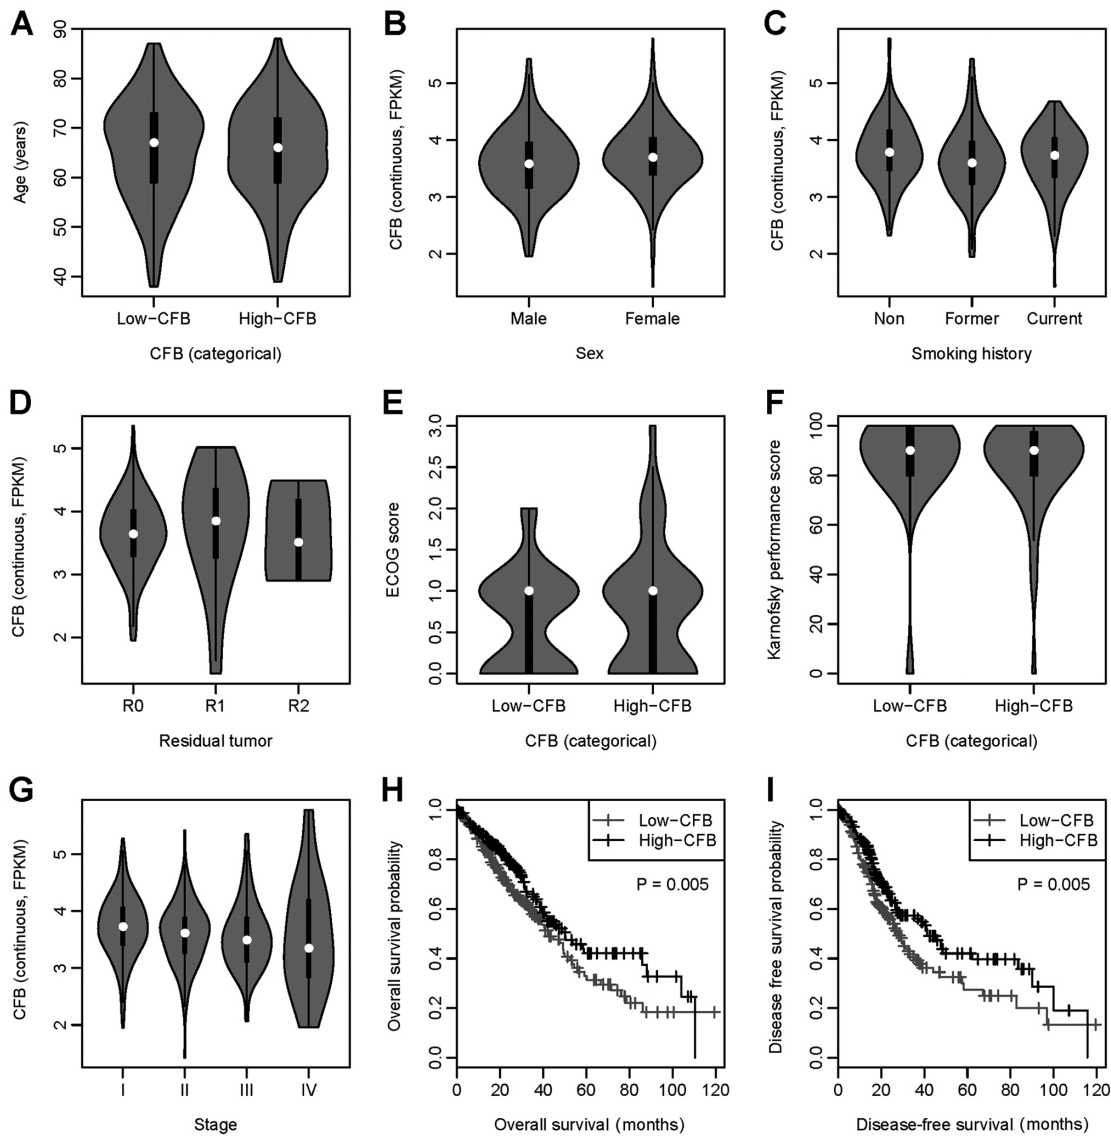 A
Age (years)
90
80
70
60
50
40
Low−CFB
High−CFB
CFB (categorical)
B
CFB (continuous, FPKM)
5
4
3
2
Male
Female
Sex
C
CFB (continuous, FPKM)
5
4
3
2
Non
Former
Current
Smoking history
D
CFB (continuous, FPKM)
5
4
3
2
R0
R1
R2
Residual tumor
E
ECOG score
3.0
2.5
2.0
1.5
1.0
0.5
0.0
Low−CFB
High−CFB
CFB (categorical)
F
Karnofsky performance score
100
80
60
40
20
0
Low−CFB
High−CFB
CFB (categorical)
G
CFB (continuous, FPKM)
5
4
3
2
I
II
III
IV
Stage
H
Overall survival probability
1.0
0.8
0.6
0.4
0.2
0.0
Low−CFB
High−CFB
P = 0.005
0 20 40 60 80 100 120
Overall survival (months)
I
Disease free survival probability
1.0
0.8
0.6
0.4
0.2
0.0
Low−CFB
High−CFB
P = 0.005
0 20 40 60 80 100 120
Disease-free survival (months)